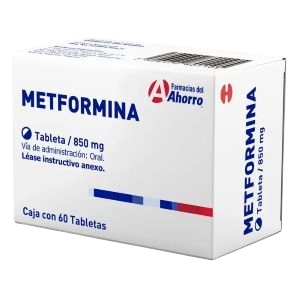 Farmacias del
Ahorro
METFORMINA
Tableta / 850 mg
Vía de administración: Oral.
Léase instructivo anexo.
Caja con 60 Tabletas
METFORMINA
Tableta / 850 mg